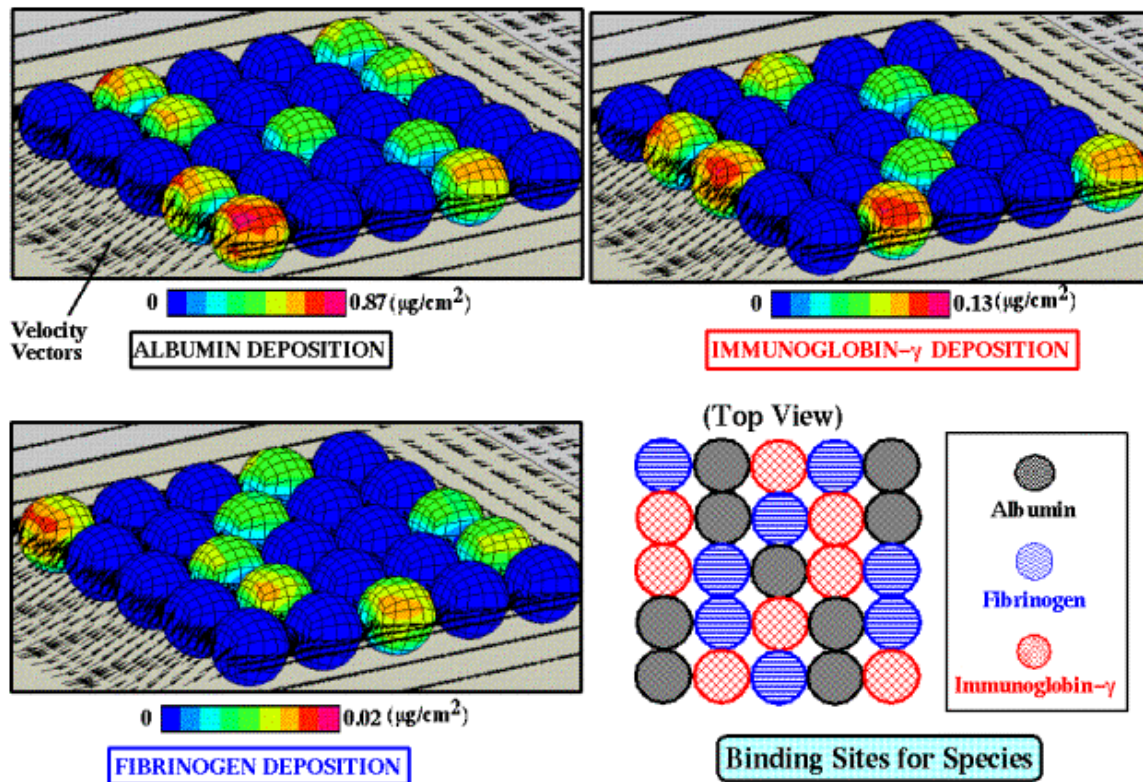 0 0.87 (μg/cm²)
Velocity
Vectors
ALBUMIN DEPOSITION
0 0.13 (μg/cm²)
IMMUNOGLOBIN-γ DEPOSITION
0 0.02 (μg/cm²)
FIBRINOGEN DEPOSITION
(Top View)
Albumin
Fibrinogen
Immunoglobin-γ
Binding Sites for Species